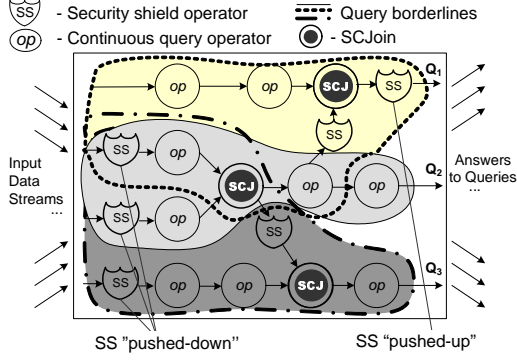 SS - Security shield operator
Query borderlines
op - Continuous query operator
- SCJoin
op op SCJ SS Q1
SS
SS op
Input Data Streams ...
SCJ op op Q2
Answers to Queries ...
SS op
SS
SS op op SCJ op Q3
SS "pushed-down"
SS "pushed-up"